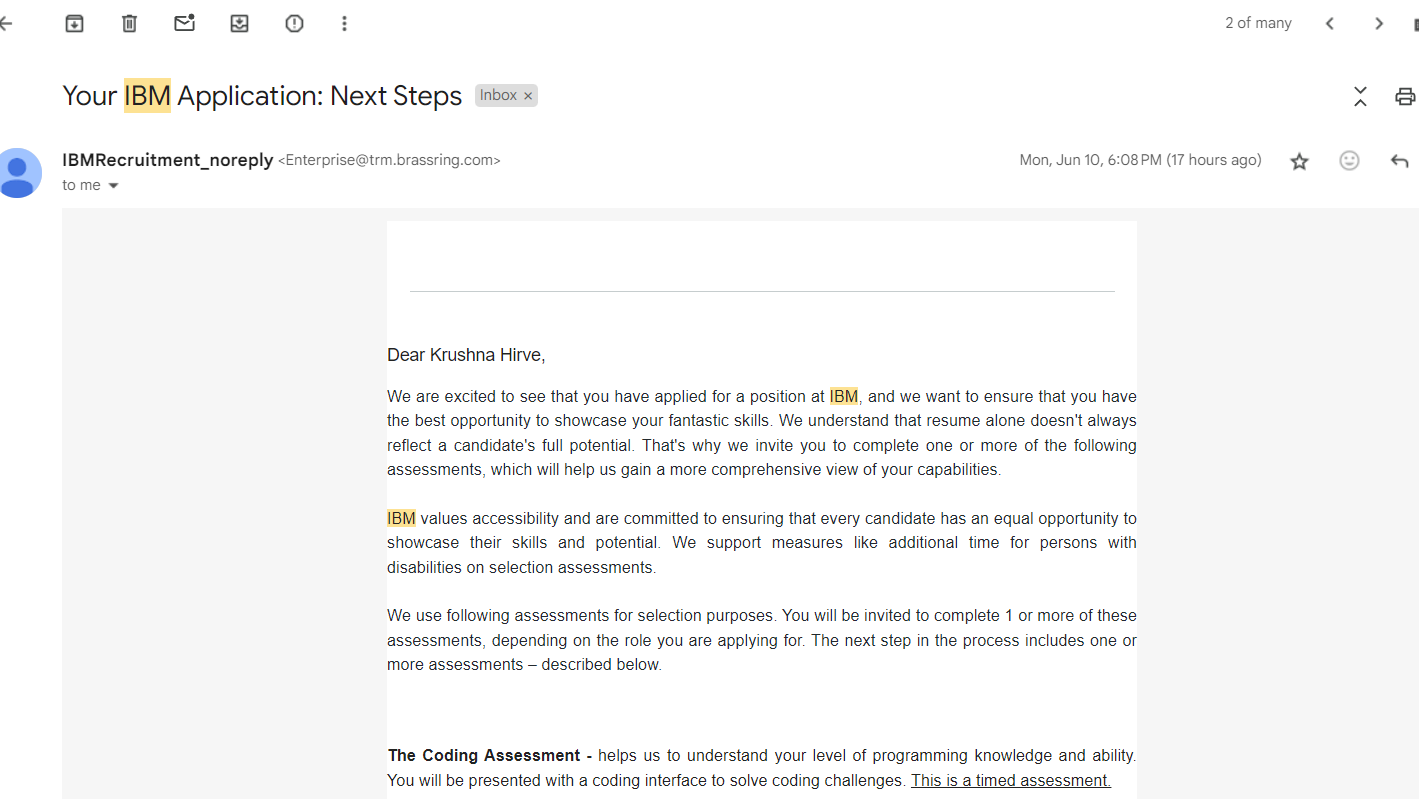 2 of many
Your IBM Application: Next Steps Inbox ×
IBMRecruitment_noreply <Enterprise@trm.brassring.com> Mon, Jun 10, 6:08 PM (17 hours ago)
to me
Dear Krushna Hirve,
We are excited to see that you have applied for a position at IBM, and we want to ensure that you have
the best opportunity to showcase your fantastic skills. We understand that resume alone doesn't always
reflect a candidate's full potential. That's why we invite you to complete one or more of the following
assessments, which will help us gain a more comprehensive view of your capabilities.
IBM values accessibility and are committed to ensuring that every candidate has an equal opportunity to
showcase their skills and potential. We support measures like additional time for persons with
disabilities on selection assessments.
We use following assessments for selection purposes. You will be invited to complete 1 or more of these
assessments, depending on the role you are applying for. The next step in the process includes one or
more assessments – described below.
The Coding Assessment - helps us to understand your level of programming knowledge and ability.
You will be presented with a coding interface to solve coding challenges. This is a timed assessment.